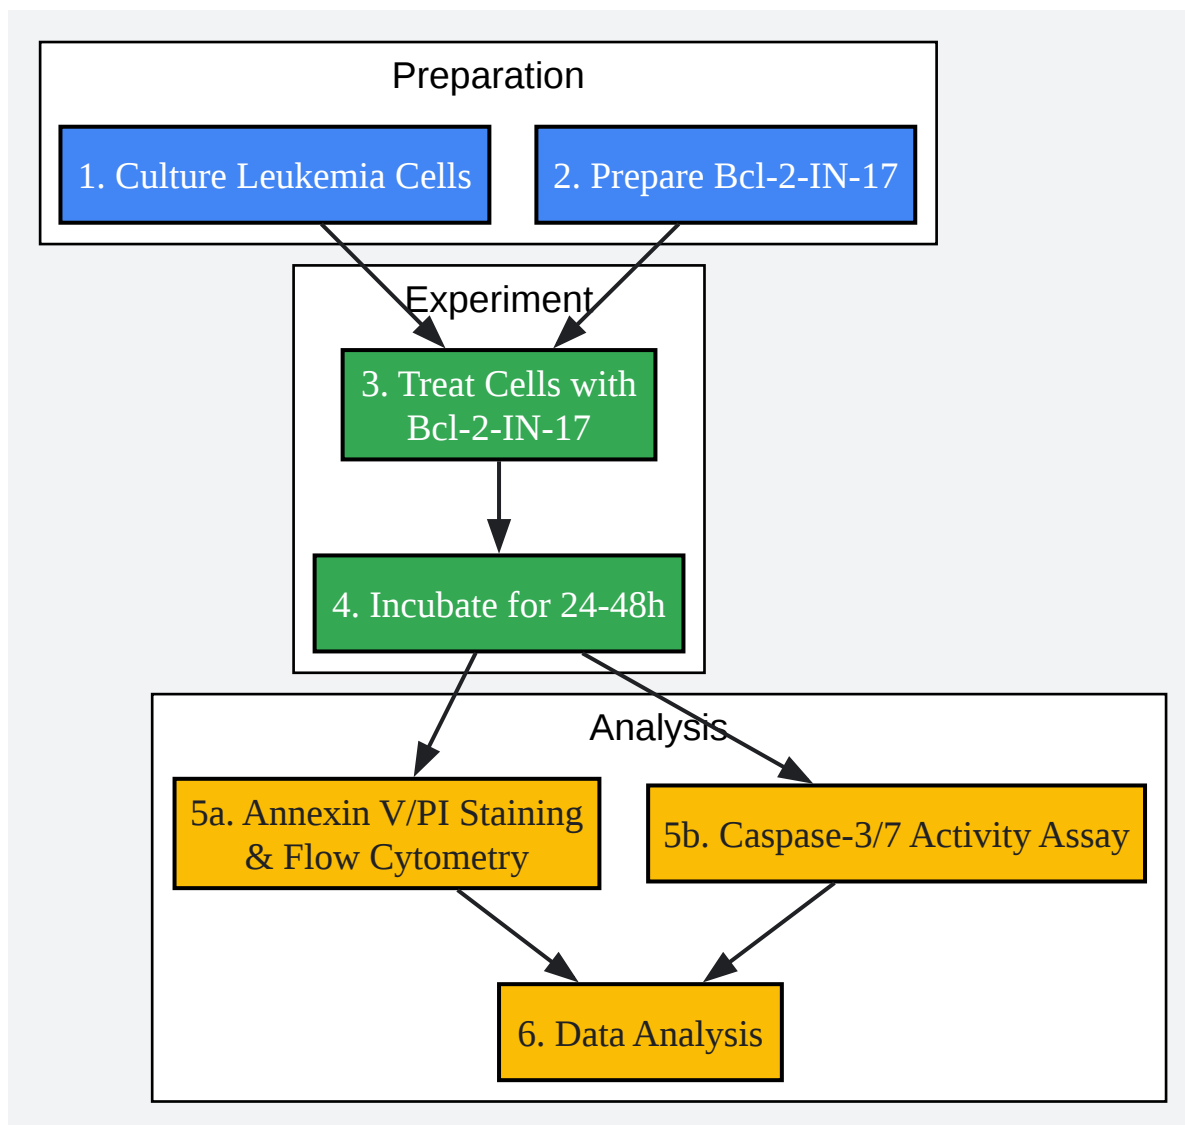 Preparation
1. Culture Leukemia Cells
2. Prepare Bcl-2-IN-17
Experiment
3. Treat Cells with
Bcl-2-IN-17
4. Incubate for 24-48h
Analysis
5a. Annexin V/PI Staining
& Flow Cytometry
5b. Caspase-3/7 Activity Assay
6. Data Analysis